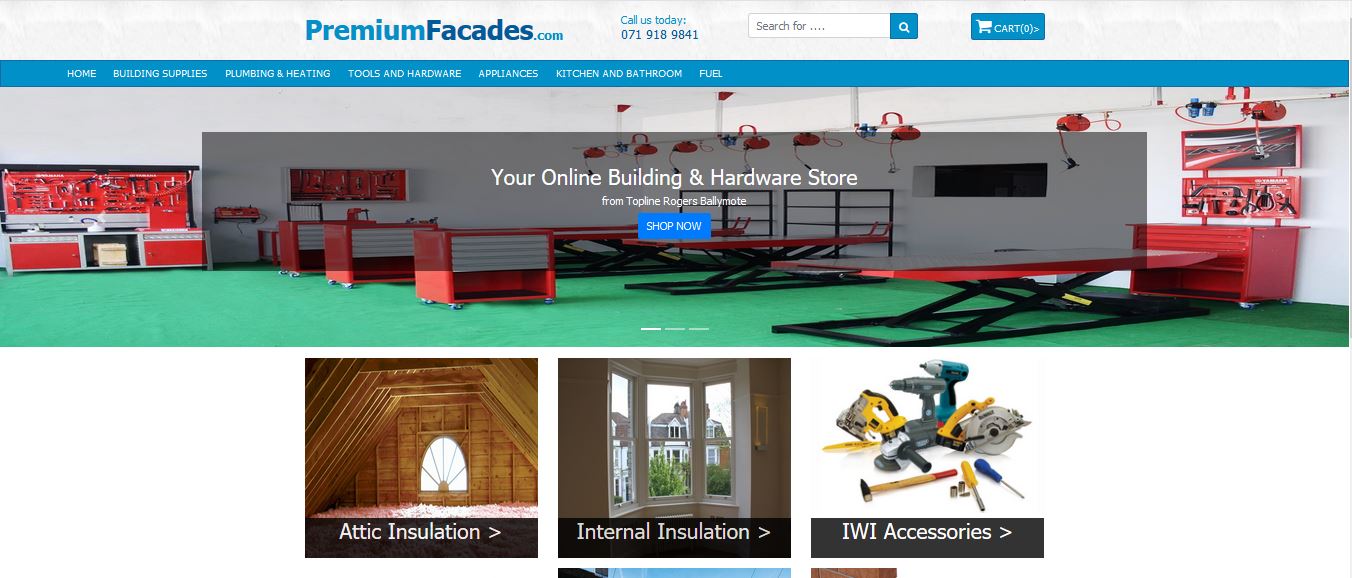 PremiumFacades.com
Call us today:
071 918 9841
Search for ....
CART(0)>
HOME BUILDING SUPPLIES PLUMBING & HEATING TOOLS AND HARDWARE APPLIANCES KITCHEN AND BATHROOM FUEL
Your Online Building & Hardware Store
from Topline Rogers Ballymote
SHOP NOW
YAMAHA
YAMAHA
Attic Insulation >
Internal Insulation >
IWI Accessories >